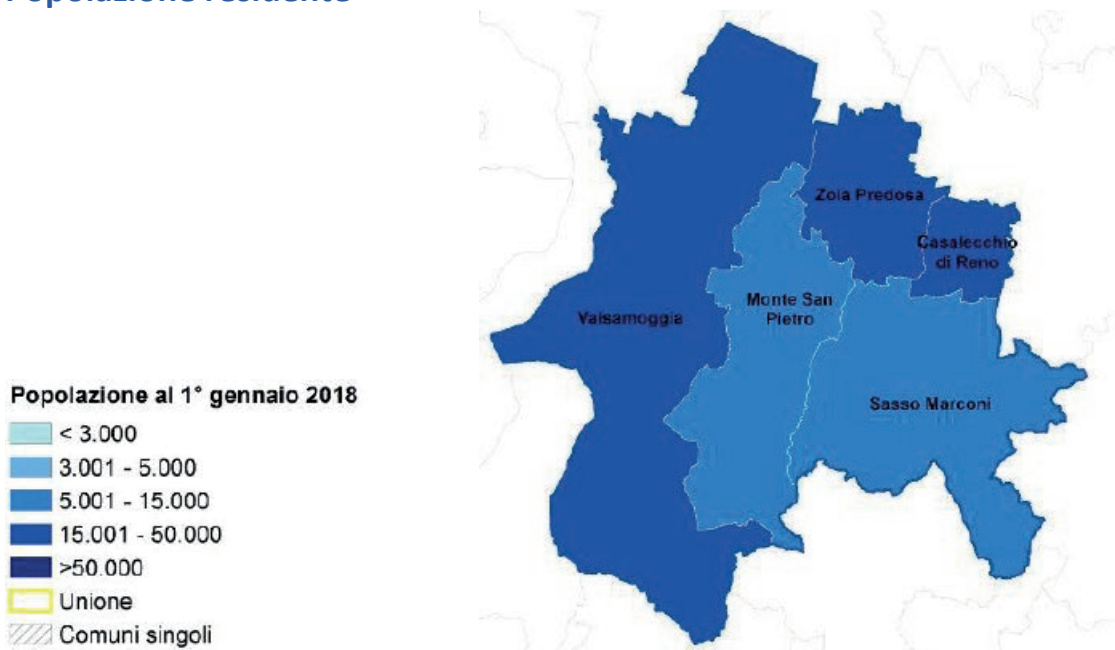 Popolazione residente
Zola Predosa
Casalecchio
di Reno
Monte San
Pietro
Valsamoggia
Sasso Marconi
Popolazione al 1° gennaio 2018
< 3.000
3.001 - 5.000
5.001 - 15.000
15.001 - 50.000
>50.000
Unione
Comuni singoli